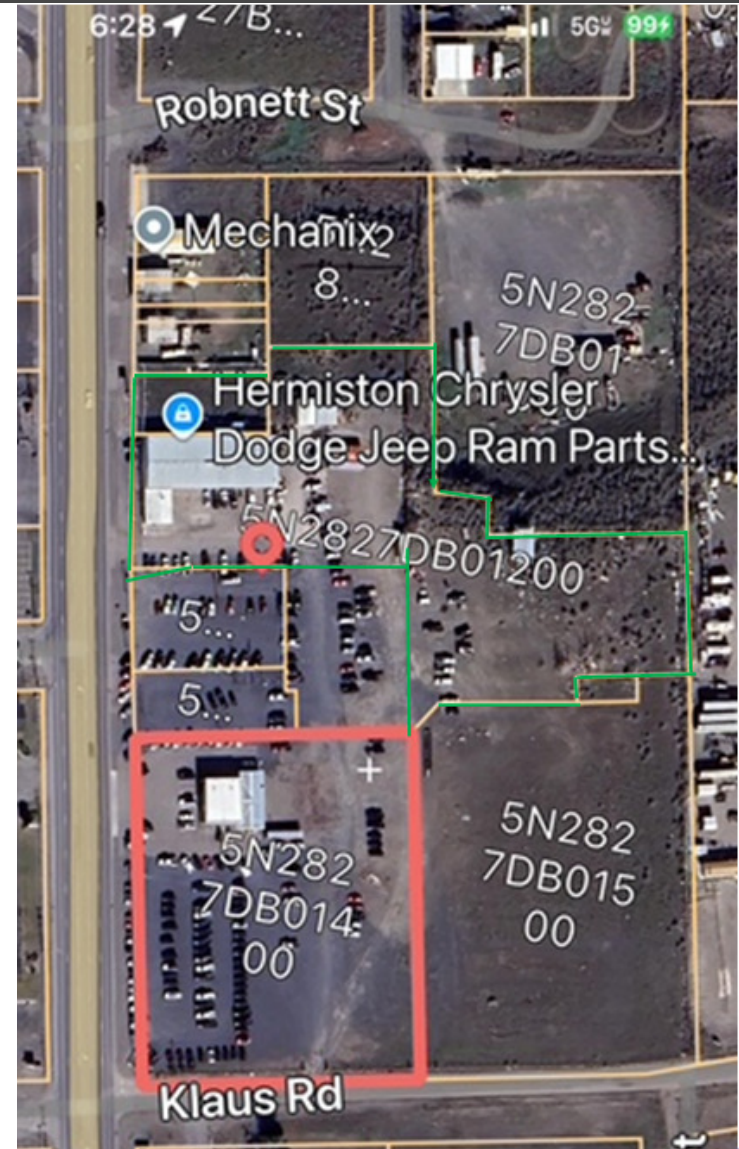 6:28
27B...
5G
99
Robnett St
Mechanix
8...
5N282
7DB01
Hermiston Chrysler
Dodge Jeep Ram Parts...
5N2827DB01200
5...
5...
5N282
7DB014
00
5N282
7DB015
00
Klaus Rd
t